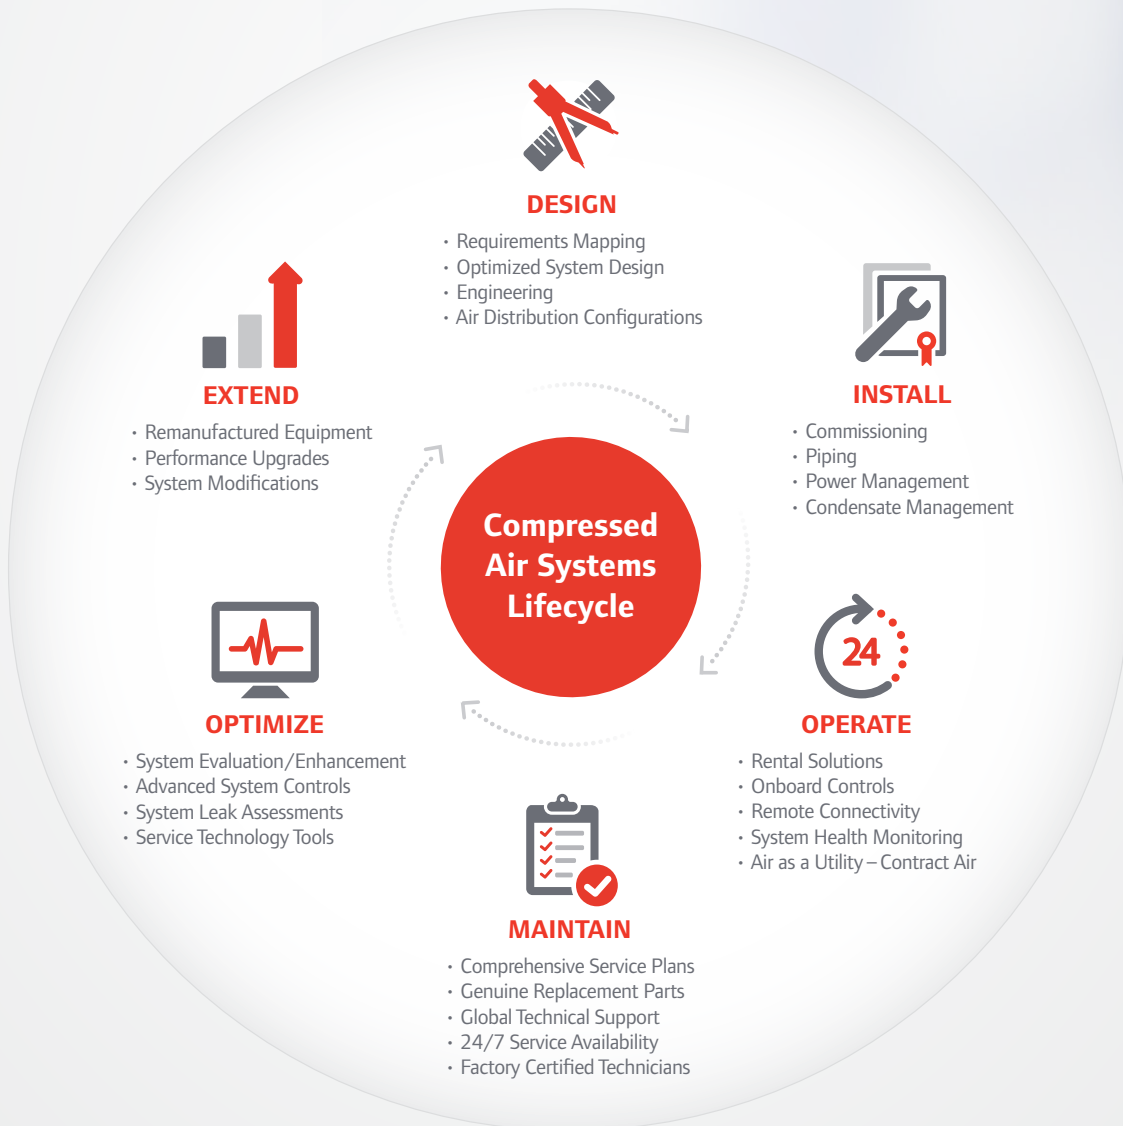 DESIGN
• Requirements Mapping
• Optimized System Design
• Engineering
• Air Distribution Configurations
INSTALL
• Commissioning
• Piping
• Power Management
• Condensate Management
24
OPERATE
• Rental Solutions
• Onboard Controls
• Remote Connectivity
• System Health Monitoring
• Air as a Utility – Contract Air
MAINTAIN
• Comprehensive Service Plans
• Genuine Replacement Parts
• Global Technical Support
• 24/7 Service Availability
• Factory Certified Technicians
OPTIMIZE
• System Evaluation/Enhancement
• Advanced System Controls
• System Leak Assessments
• Service Technology Tools
EXTEND
• Remanufactured Equipment
• Performance Upgrades
• System Modifications
Compressed
Air Systems
Lifecycle